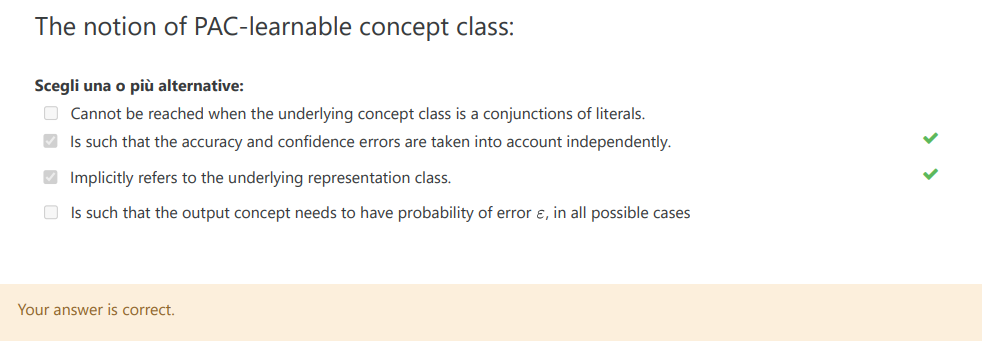 The notion of PAC-learnable concept class:
Scegli una o più alternative:
Cannot be reached when the underlying concept class is a conjunctions of literals.
Is such that the accuracy and confidence errors are taken into account independently.
Implicitly refers to the underlying representation class.
Is such that the output concept needs to have probability of error ε, in all possible cases
Your answer is correct.